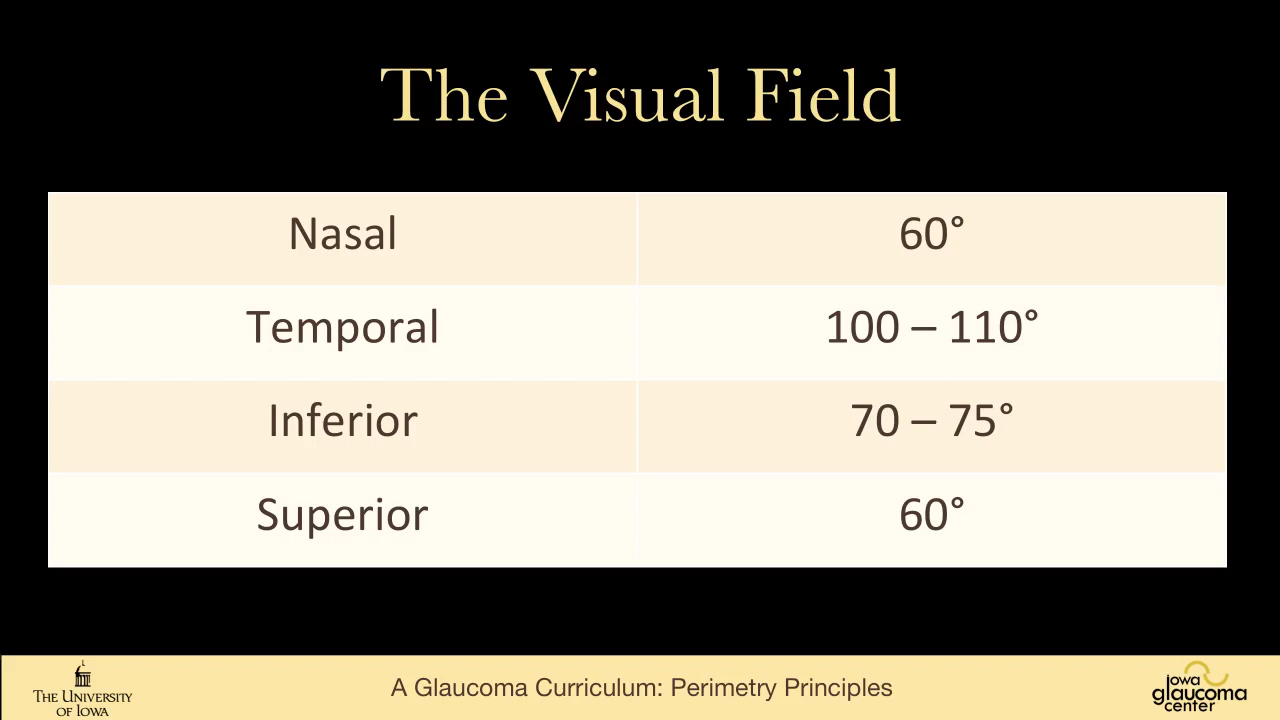 The Visual Field
Nasal 60°
Temporal 100 – 110°
Inferior 70 – 75°
Superior 60°
THE UNIVERSITY
OF IOWA
A Glaucoma Curriculum: Perimetry Principles
iowa
glaucoma
center